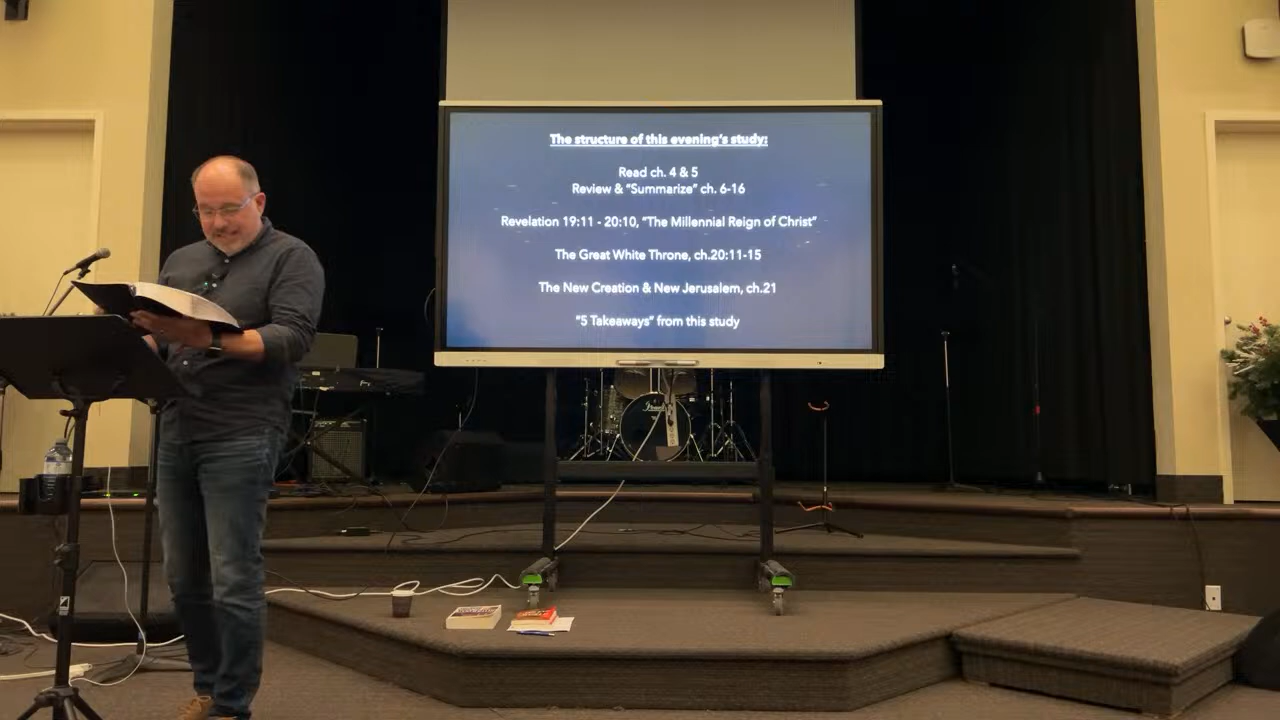 The structure of this evening's study:
Read ch. 4 & 5
Review & "Summarize" ch. 6-16
Revelation 19:11 - 20:10, "The Millennial Reign of Christ"
The Great White Throne, ch.20:11-15
The New Creation & New Jerusalem, ch.21
"5 Takeaways" from this study